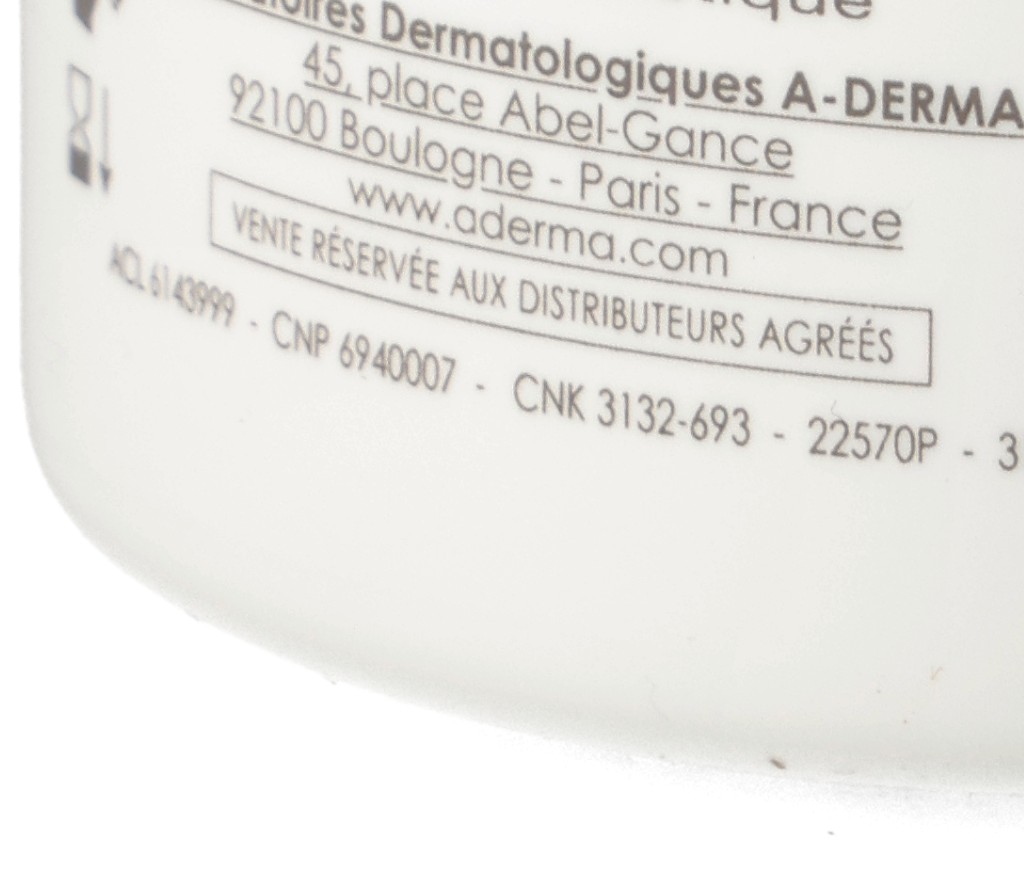 Dermatologiques A-DERMA
45, place Abel-Gance
92100 Boulogne - Paris - France
www.aderma.com
VENTE RÉSERVÉE AUX DISTRIBUTEURS AGRÉÉS
ACL 6143999 - CNP 6940007 - CNK 3132-693 - 22570P - 3